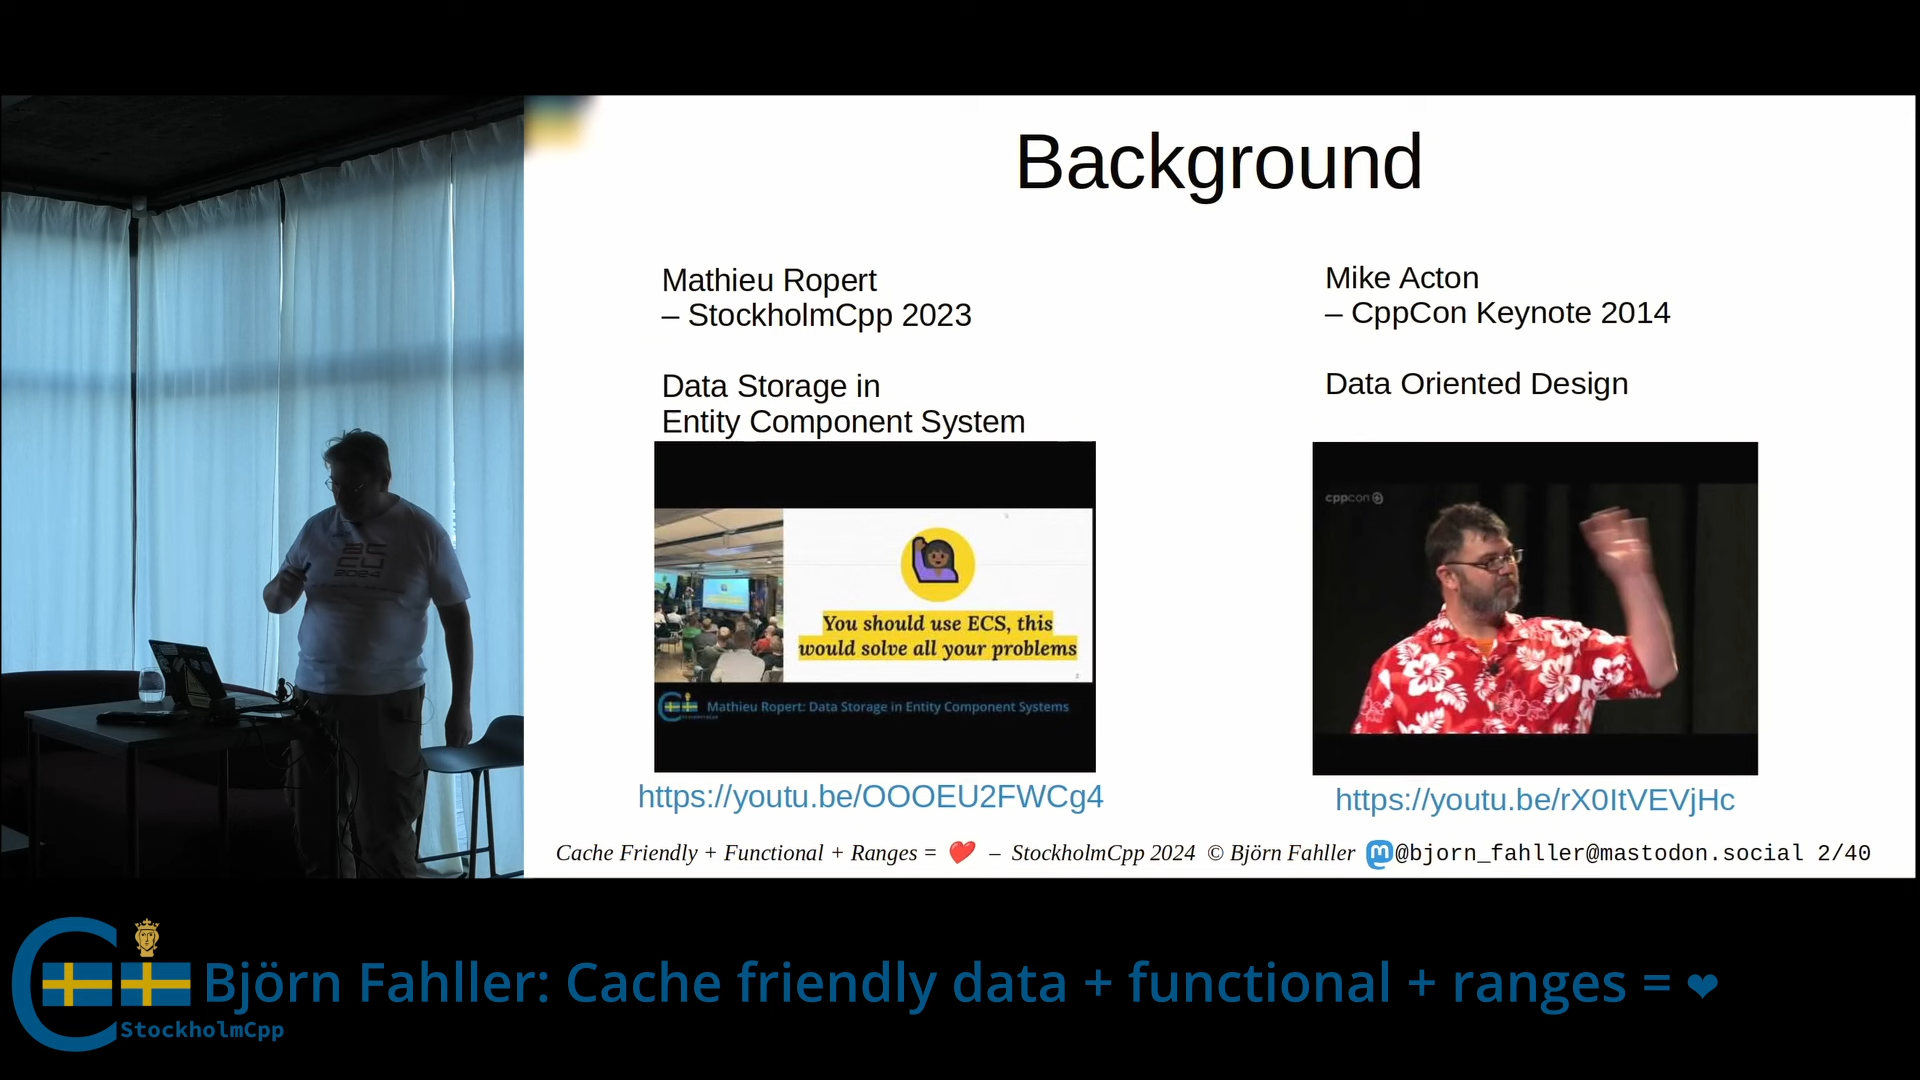 Background
Mathieu Ropert
– StockholmCpp 2023
Data Storage in
Entity Component System
You should use ECS, this
would solve all your problems
Mathieu Ropert: Data Storage in Entity Component Systems
https://youtu.be/OOOEU2FWCg4
Mike Acton
– CppCon Keynote 2014
Data Oriented Design
cppcon
https://youtu.be/rX0ItVEVjHc
Cache Friendly + Functional + Ranges = ❤️ – StockholmCpp 2024 © Björn Fahller @bjorn_fahller@mastodon.social 2/40
accu
2024
Björn Fahller: Cache friendly data + functional + ranges = ❤
StockholmCpp